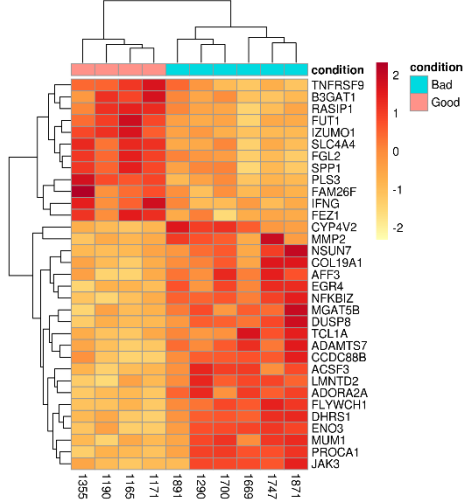 condition
TNFRSF9
B3GAT1
RASIP1
FUT1
IZUMO1
SLC4A4
FGL2
SPP1
PLS3
FAM26F
IFNG
FEZ1
CYP4V2
MMP2
NSUN7
COL19A1
AFF3
EGR4
NFKBIZ
MGAT5B
DUSP8
TCL1A
ADAMTS7
CCDC88B
ACSF3
LMNTD2
ADORA2A
FLYWCH1
DHRS1
ENO3
MUM1
PROCA1
JAK3
1355
1190
1165
1171
1891
1290
1700
1669
1747
1871
2
1
0
-1
-2
condition
Bad
Good